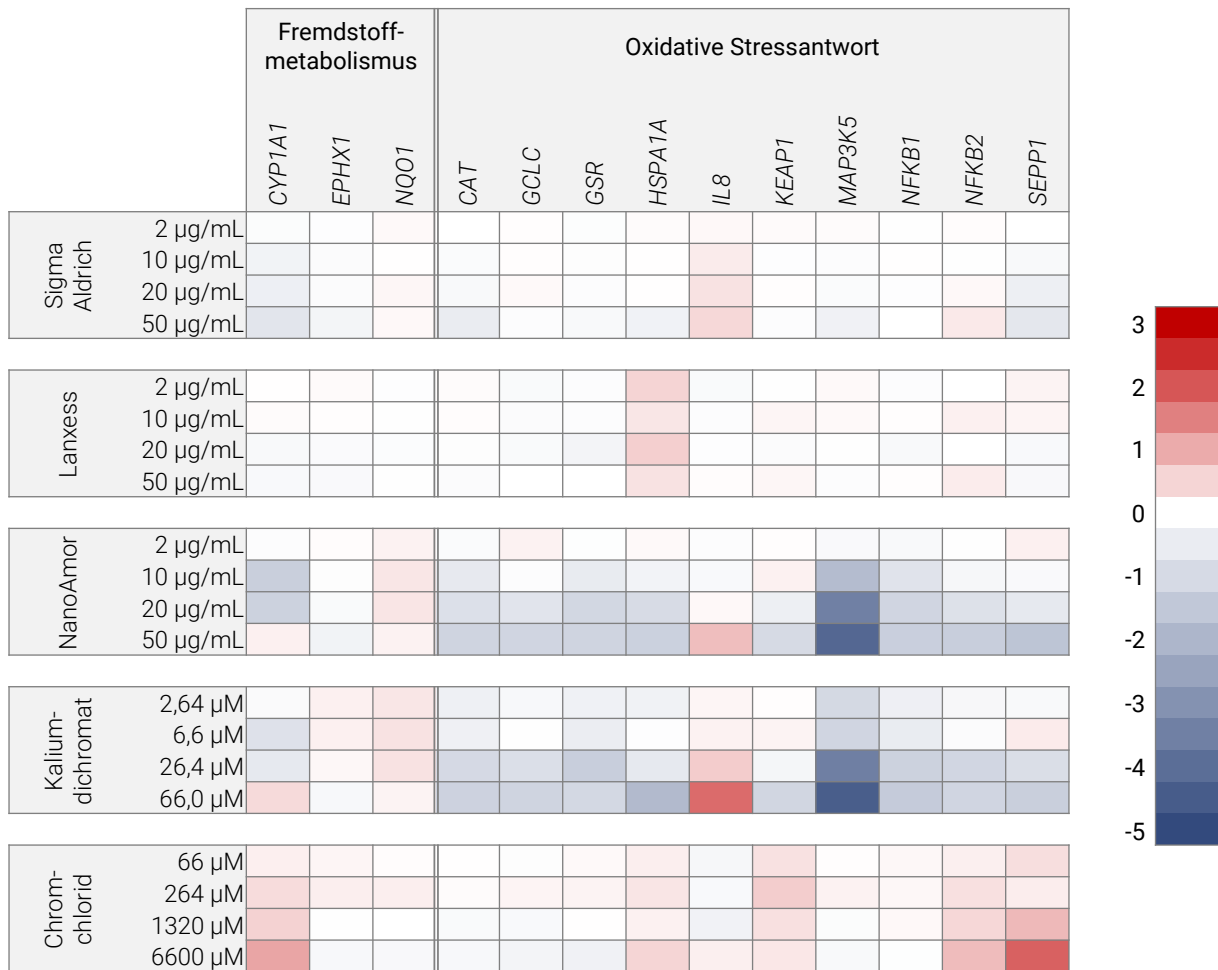 Fremdstoff-
metabolismus
Oxidative Stressantwort
CYP1A1
EPHX1
NQO1
CAT
GCLC
GSR
HSPA1A
IL8
KEAP1
MAP3K5
NFKB1
NFKB2
SEPP1
Sigma
Aldrich
2 µg/mL
10 µg/mL
20 µg/mL
50 µg/mL
Lanxess
2 µg/mL
10 µg/mL
20 µg/mL
50 µg/mL
NanoAmor
2 µg/mL
10 µg/mL
20 µg/mL
50 µg/mL
Kalium-
dichromat
2,64 µM
6,6 µM
26,4 µM
66,0 µM
Chrom-
chlorid
66 µM
264 µM
1320 µM
6600 µM
3
2
1
0
-1
-2
-3
-4
-5